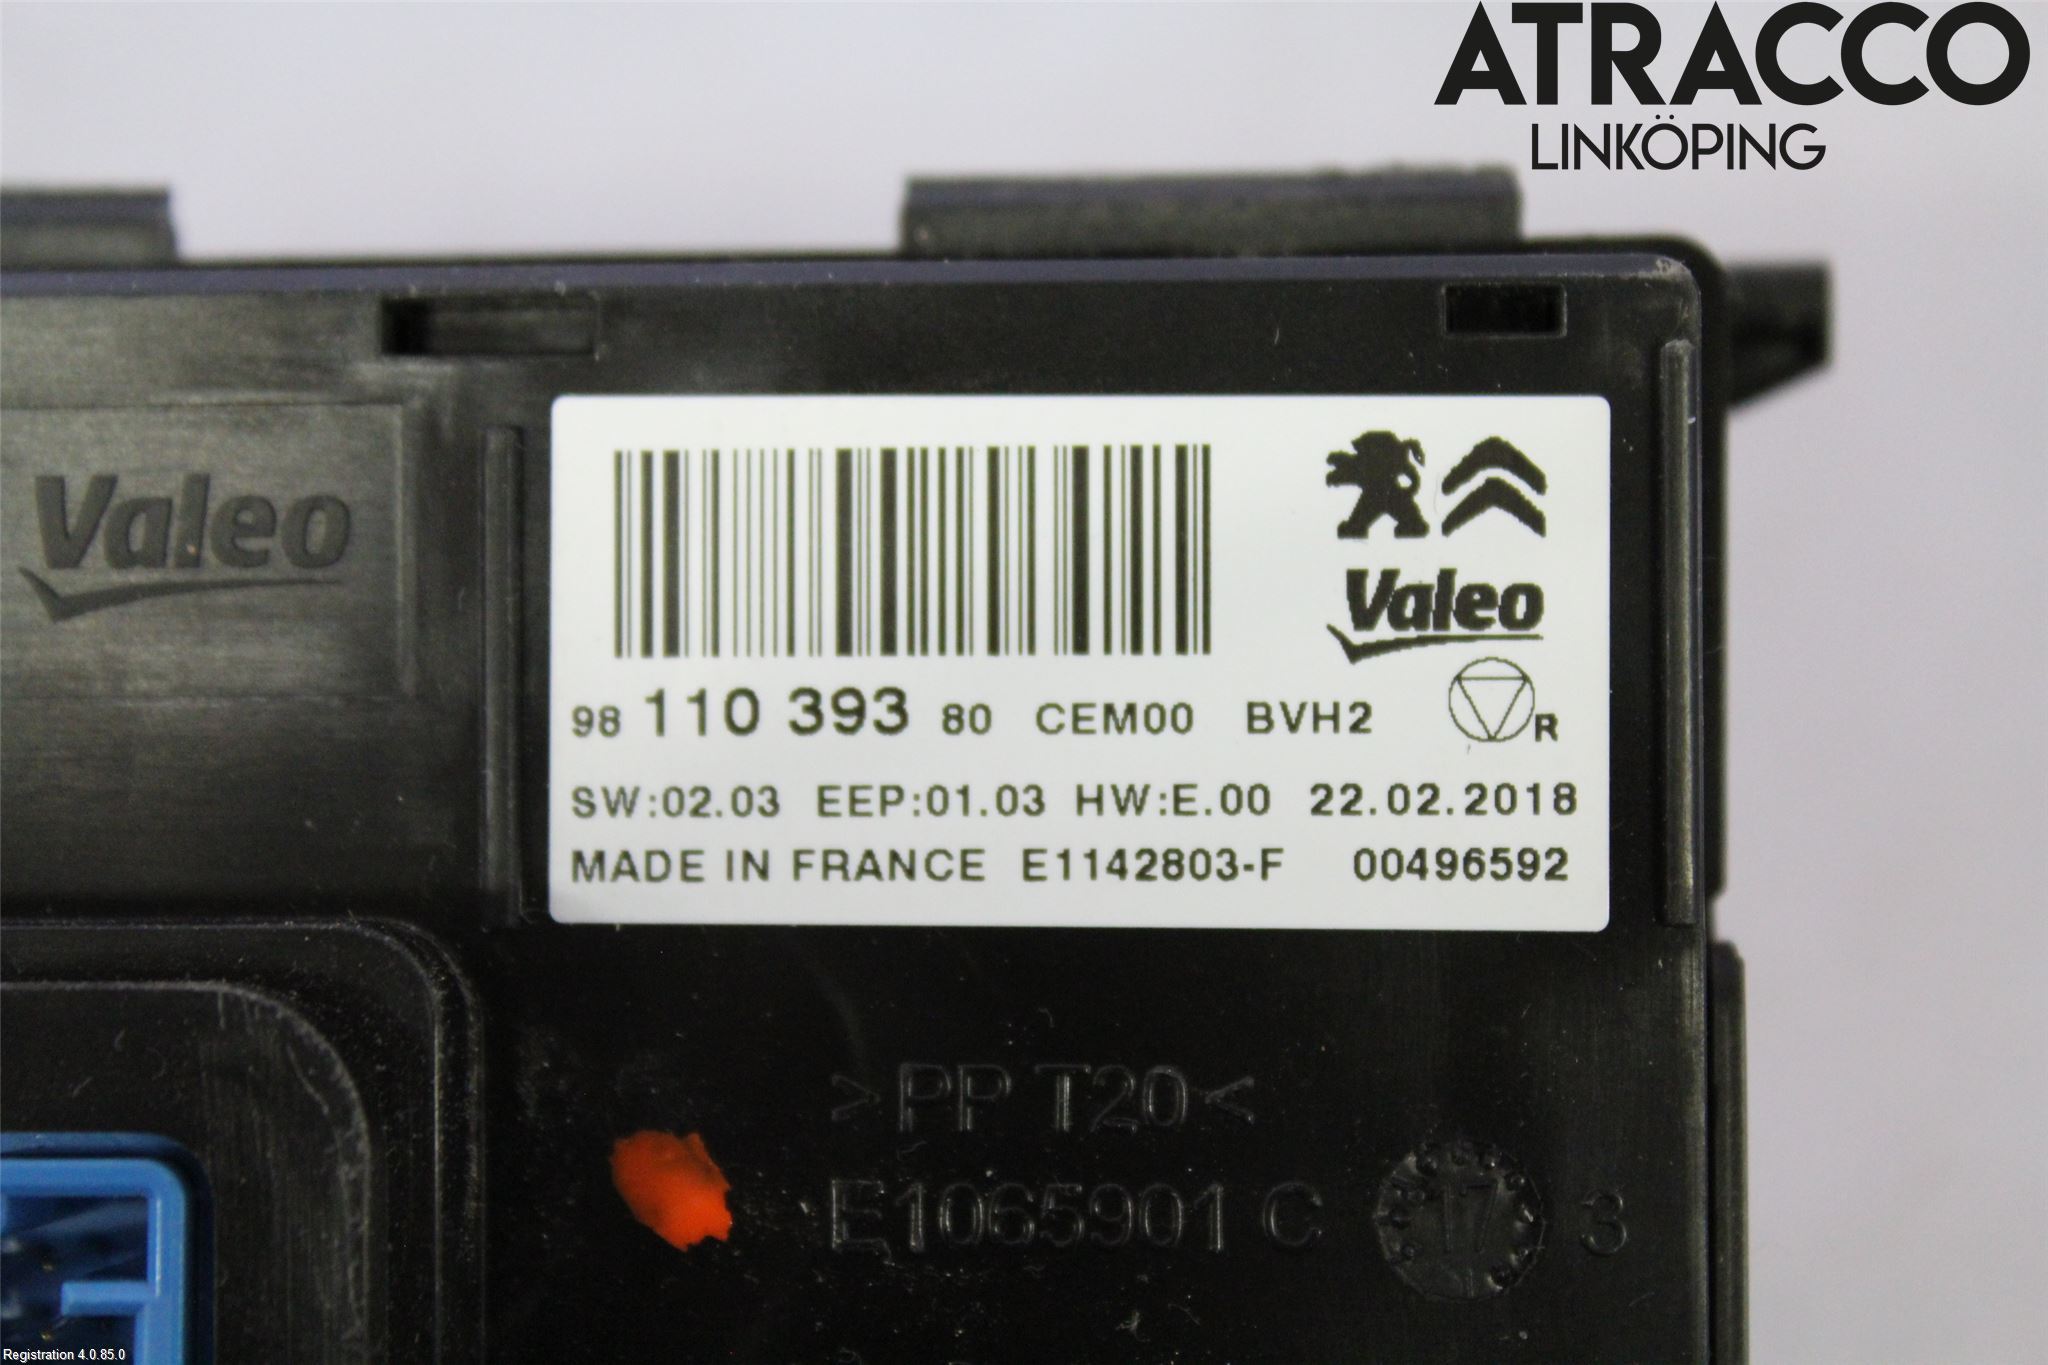 ATRACCO
LINKÖPING
Valeo
Valeo
98 110 393 80 CEM00 BVH2
R
SW:02.03 EEP:01.03 HW:E.00 22.02.2018
MADE IN FRANCE E1142803-F 00496592
>PP T20<
E1065901 C 17 3
Registration 4.0.85.0